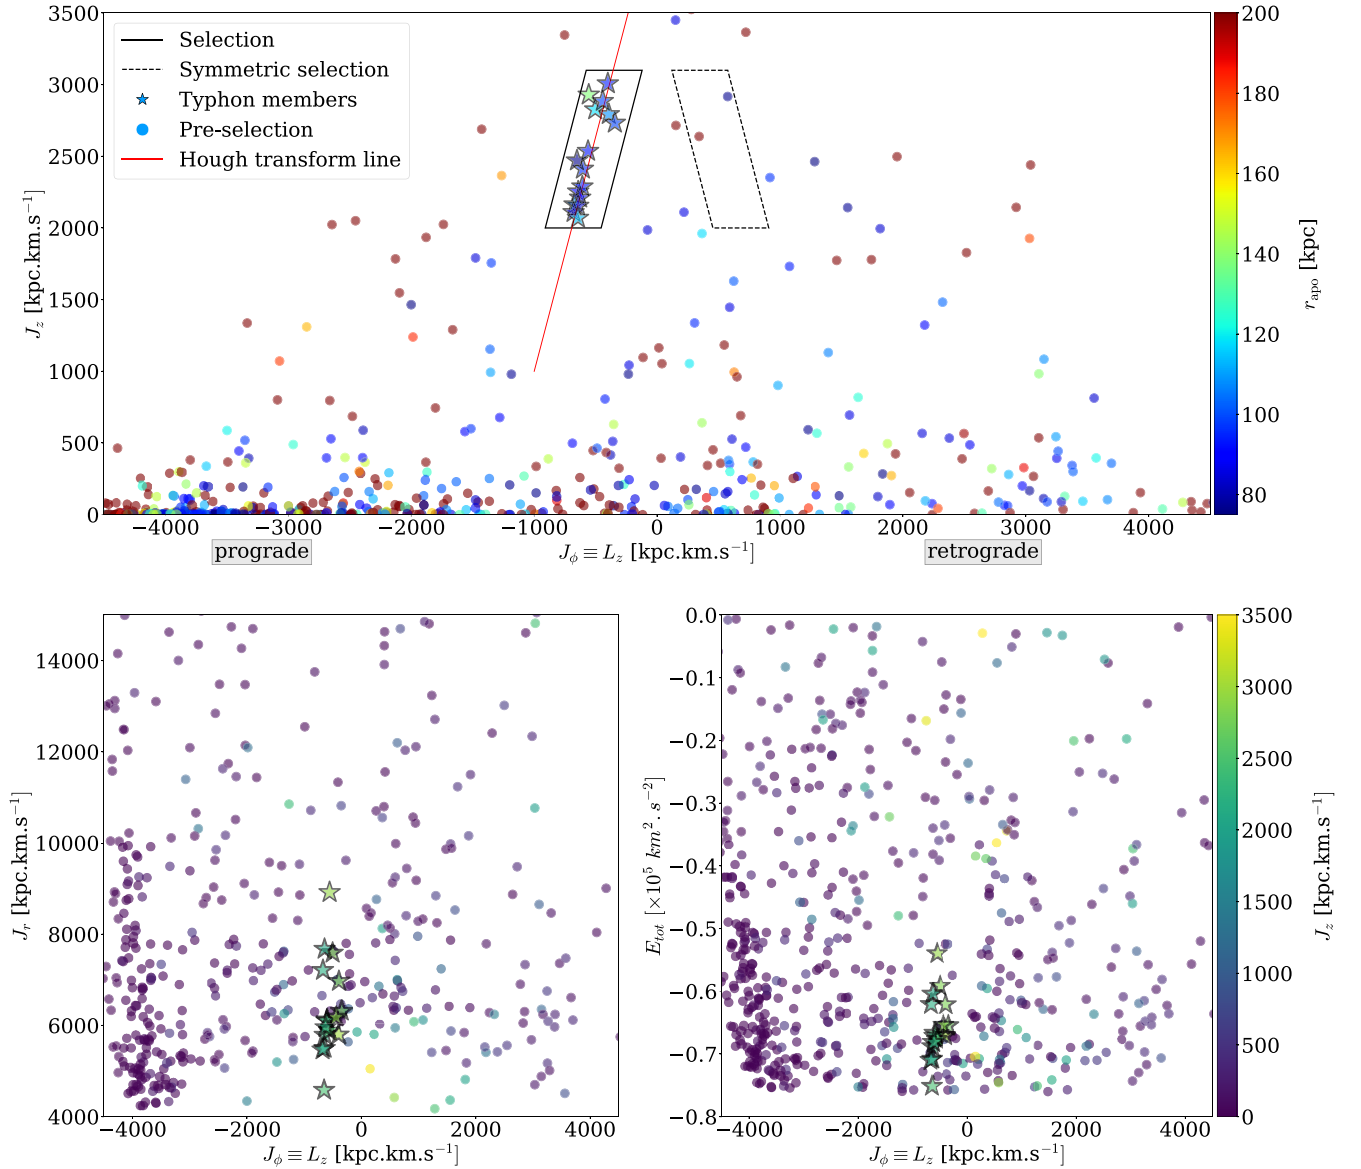 Selection
Symmetric selection
Typhon members
Pre-selection
Hough transform line
3500
3000
2500
2000
1500
1000
500
0
J_z [kpc.km.s⁻¹]
−4000 −3000 −2000 −1000 0 1000 2000 3000 4000
prograde
J_ϕ ≡ L_z [kpc.km.s⁻¹]
retrograde
200
180
160
140
120
100
80
r_apo [kpc]
14000
12000
10000
8000
6000
4000
J_r [kpc.km.s⁻¹]
−4000 −2000 0 2000 4000
J_ϕ ≡ L_z [kpc.km.s⁻¹]
0.0
−0.1
−0.2
−0.3
−0.4
−0.5
−0.6
−0.7
−0.8
E_tot [×10⁵ km².s⁻²]
−4000 −2000 0 2000 4000
J_ϕ ≡ L_z [kpc.km.s⁻¹]
3500
3000
2500
2000
1500
1000
500
0
J_z [kpc.km.s⁻¹]